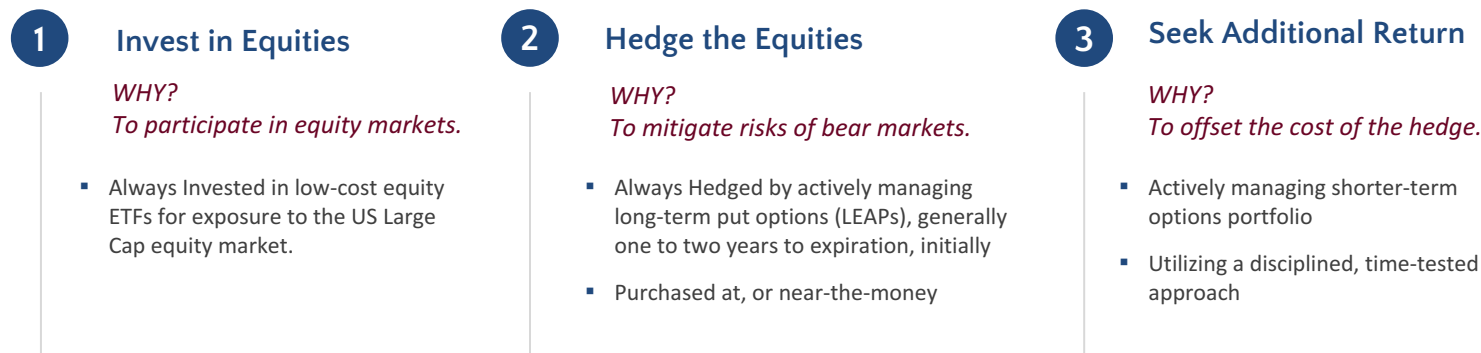 1
Invest in Equities
WHY?
To participate in equity markets.
▪ Always Invested in low-cost equity
ETFs for exposure to the US Large
Cap equity market.
2
Hedge the Equities
WHY?
To mitigate risks of bear markets.
▪ Always Hedged by actively managing
long-term put options (LEAPs), generally
one to two years to expiration, initially
▪ Purchased at, or near-the-money
3
Seek Additional Return
WHY?
To offset the cost of the hedge.
▪ Actively managing shorter-term
options portfolio
▪ Utilizing a disciplined, time-tested
approach